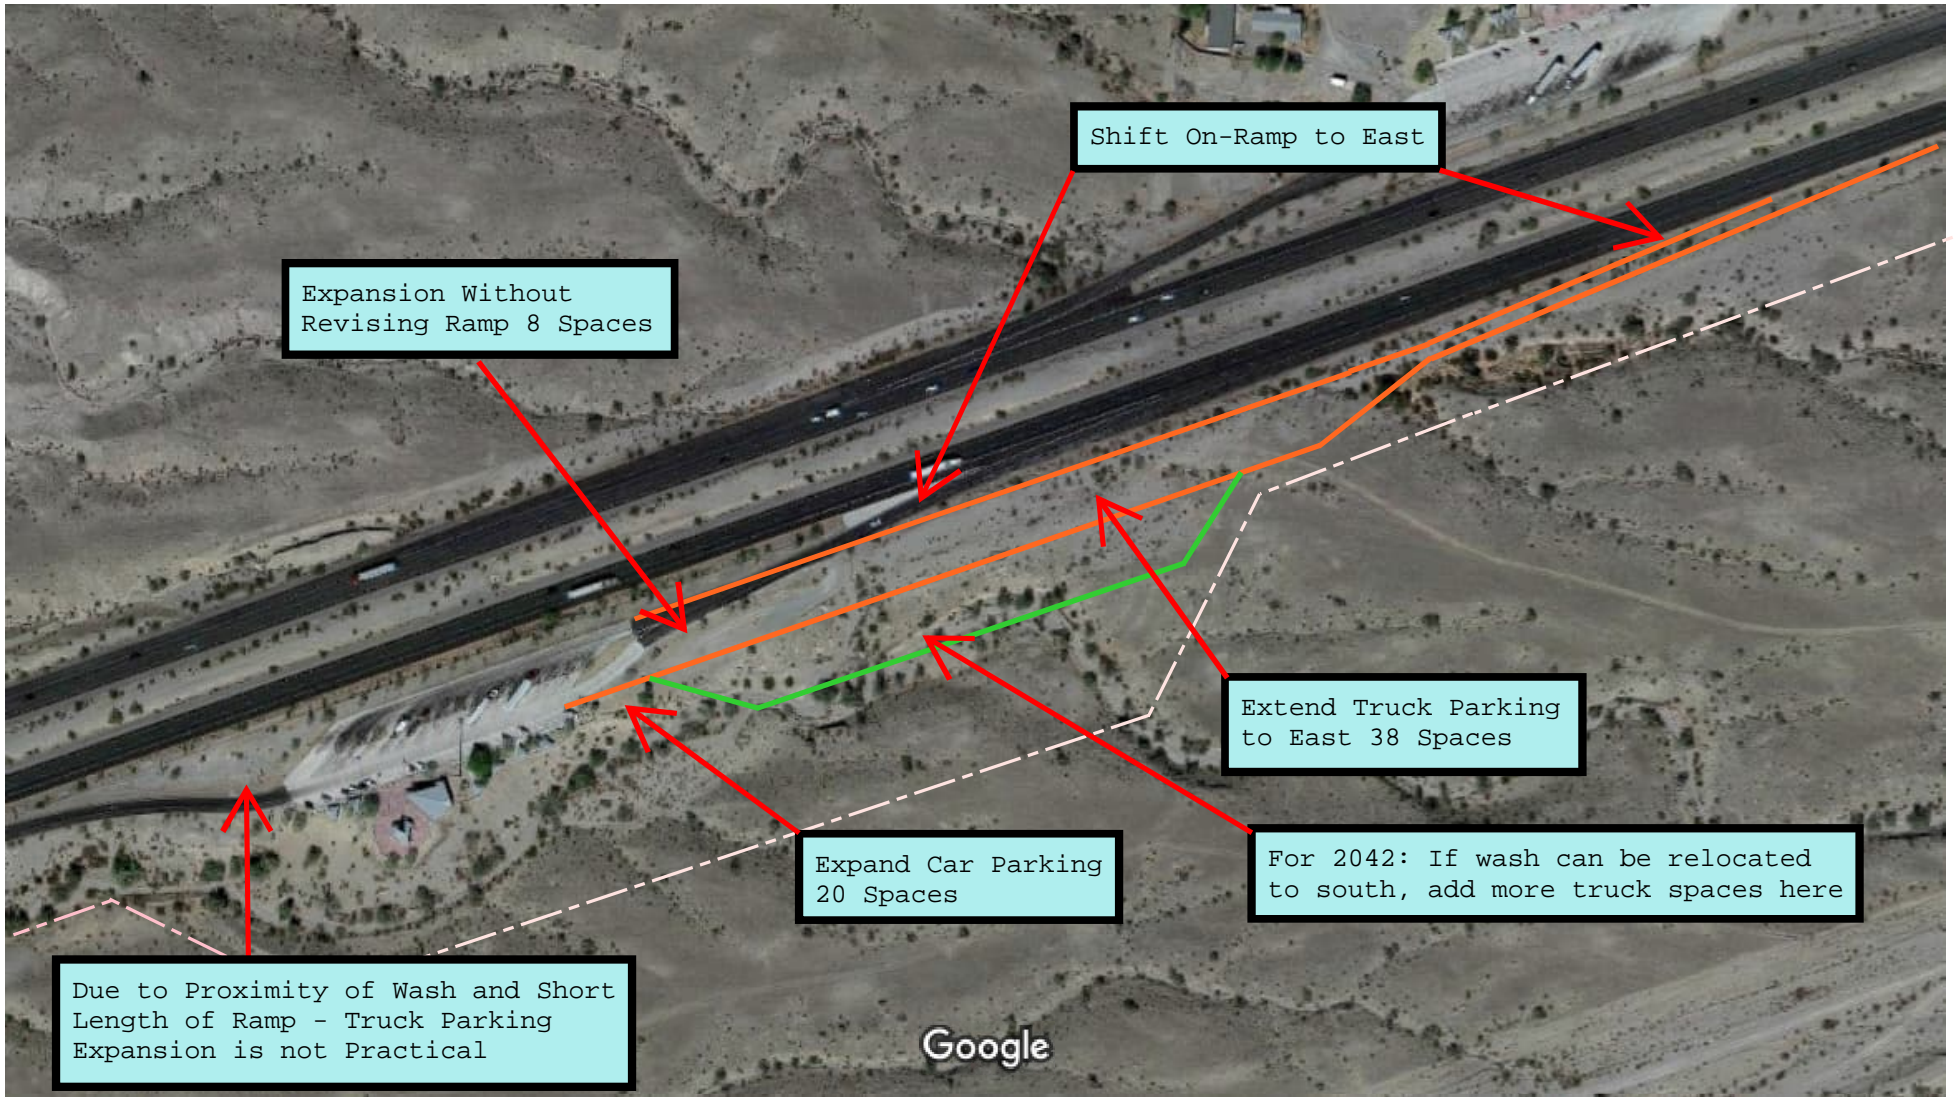 Shift On-Ramp to East
Expansion Without
Revising Ramp 8 Spaces
Extend Truck Parking
to East 38 Spaces
Expand Car Parking
20 Spaces
For 2042: If wash can be relocated
to south, add more truck spaces here
Due to Proximity of Wash and Short
Length of Ramp - Truck Parking
Expansion is not Practical
Google